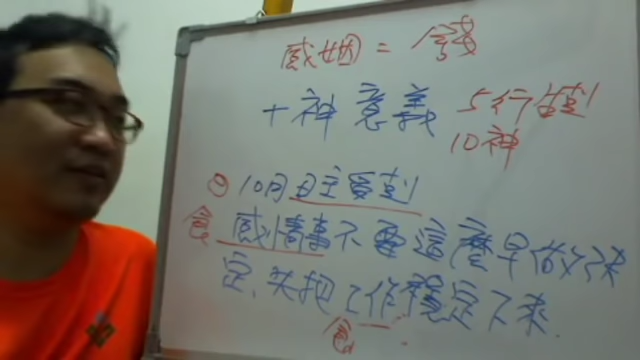 感姻 = 錢
十神 意義 5行生剋
10神
① 10月日主受剋
食 感情事不要這麼早做決
定、先把工作穩定下來.
食